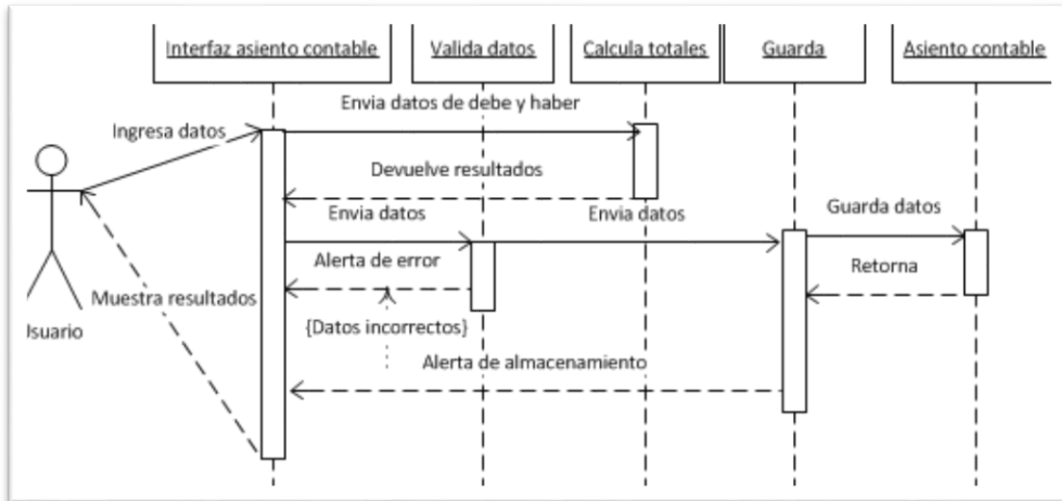 Interfaz asiento contable
Valida datos
Calcula totales
Guarda
Asiento contable
Envia datos de debe y haber
Ingresa datos
Devuelve resultados
Envia datos
Envia datos
Guarda datos
Alerta de error
Retorna
Muestra resultados
{Datos incorrectos}
Jsuario
Alerta de almacenamiento